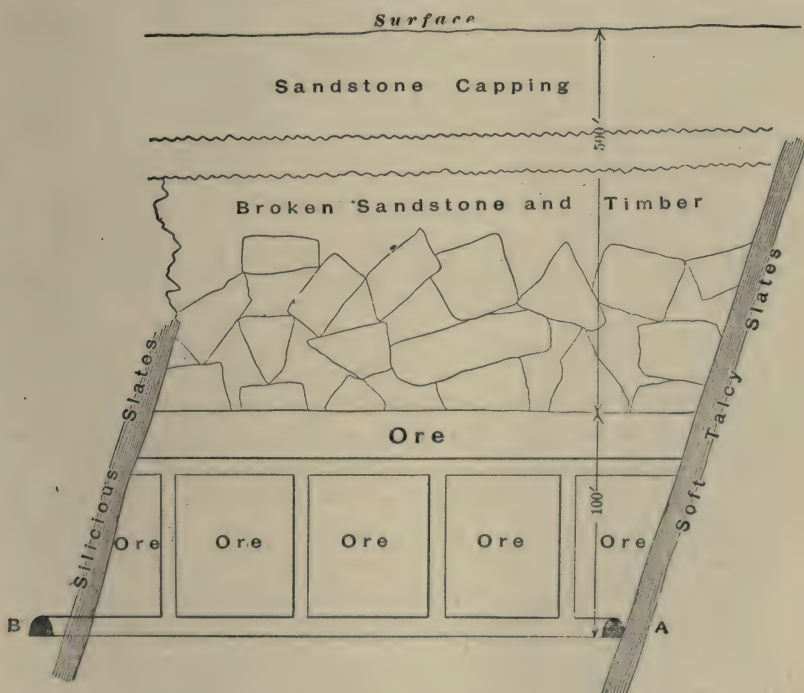 Surface
Sandstone Capping
500'
Broken Sandstone and Timber
Silicious Slates
Soft Talcy Slates
Ore
100'
Ore Ore Ore Ore Ore
B A